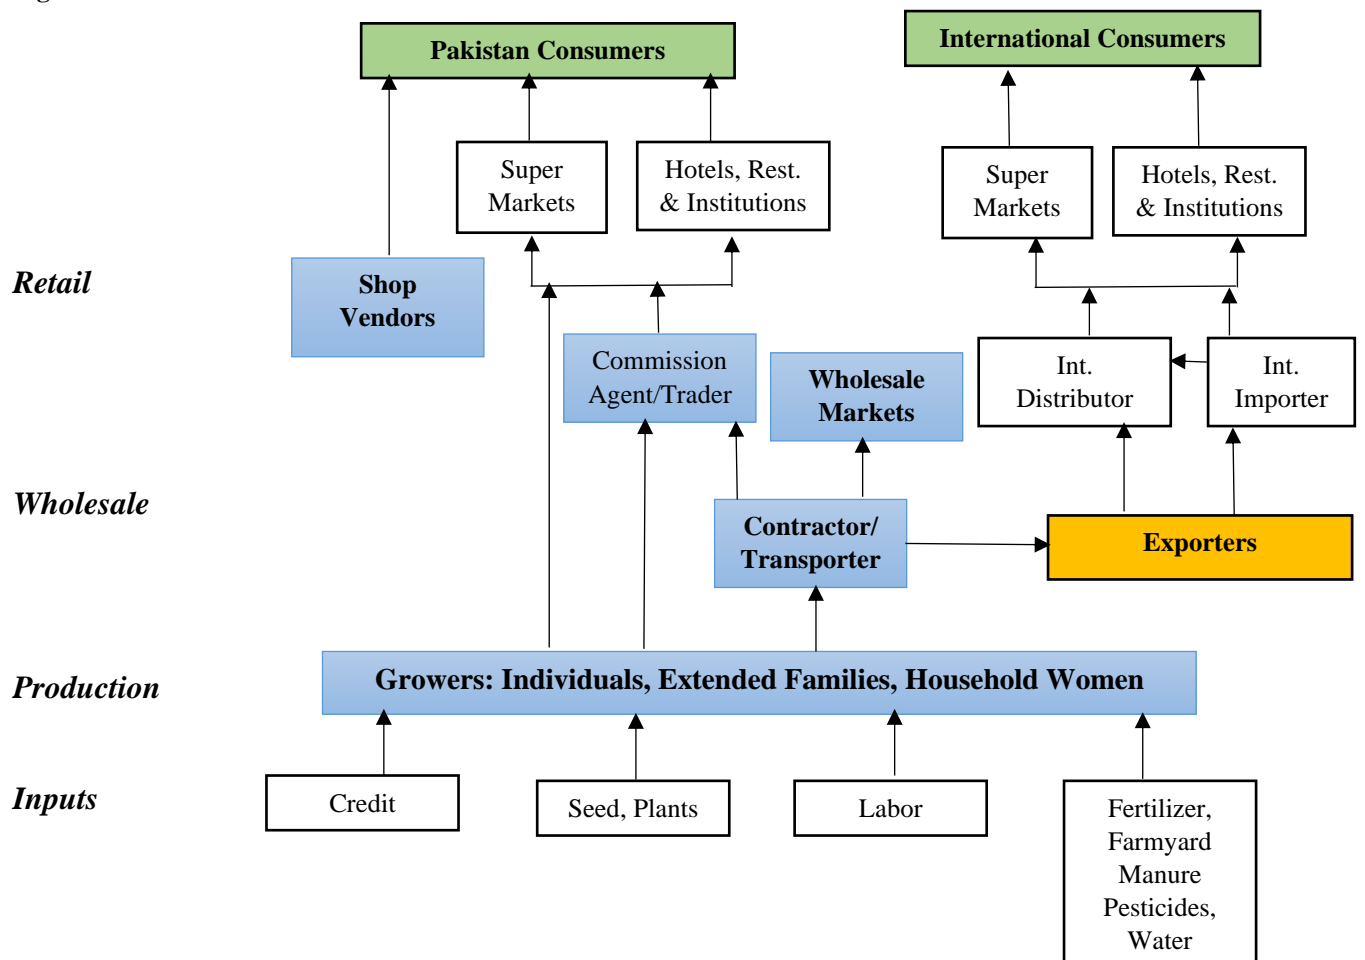 Pakistan Consumers
International Consumers
Super
Markets
Hotels, Rest.
& Institutions
Super
Markets
Hotels, Rest.
& Institutions
Retail
Shop
Vendors
Commission
Agent/Trader
Wholesale
Markets
Int.
Distributor
Int.
Importer
Wholesale
Contractor/
Transporter
Exporters
Production
Growers: Individuals, Extended Families, Household Women
Inputs
Credit
Seed, Plants
Labor
Fertilizer,
Farmyard
Manure
Pesticides,
Water